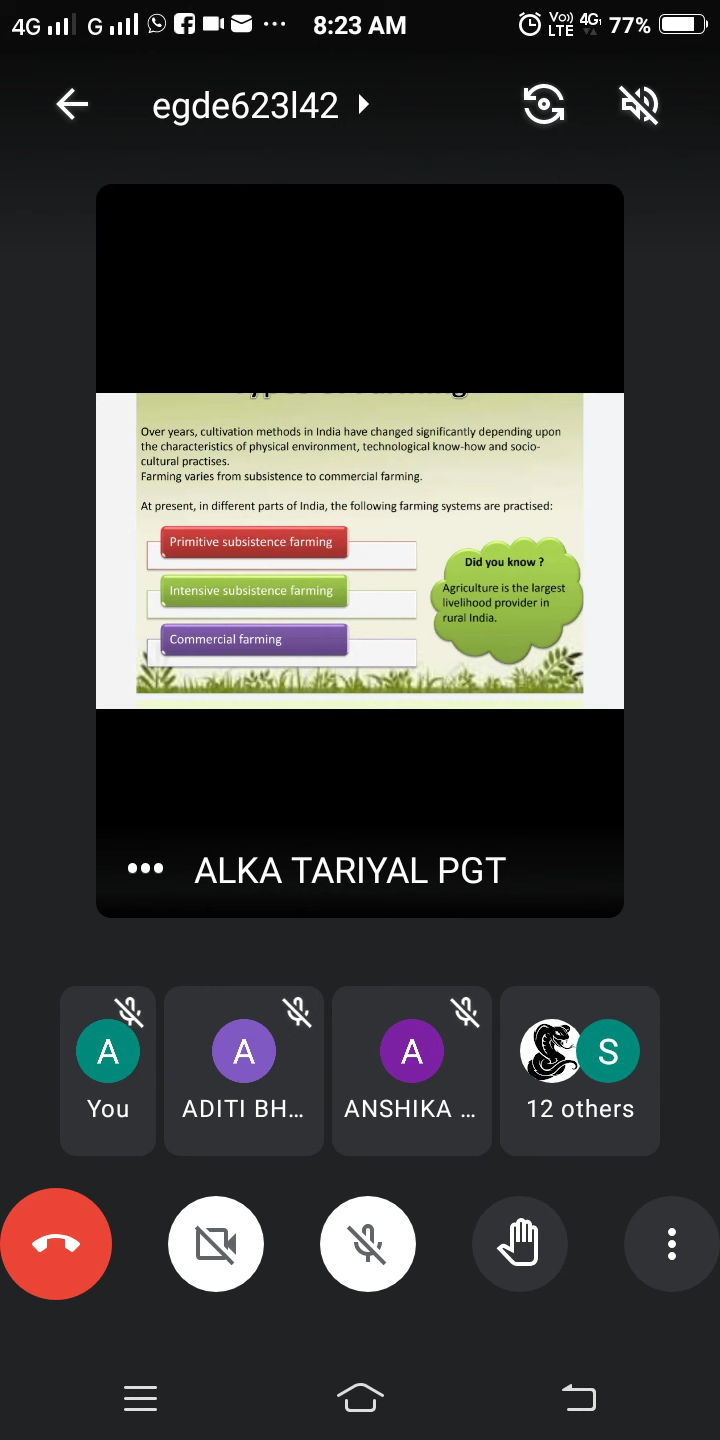 4G G 8:23 AM Vo)) LTE 4G 77%
egde623l42
Types of Farming
Over years, cultivation methods in India have changed significantly depending upon
the characteristics of physical environment, technological know-how and socio-
cultural practises.
Farming varies from subsistence to commercial farming.
At present, in different parts of India, the following farming systems are practised:
Primitive subsistence farming
Intensive subsistence farming
Commercial farming
Did you know ?
Agriculture is the largest
livelihood provider in
rural India.
••• ALKA TARIYAL PGT
A A A S
You ADITI BH... ANSHIKA ... 12 others